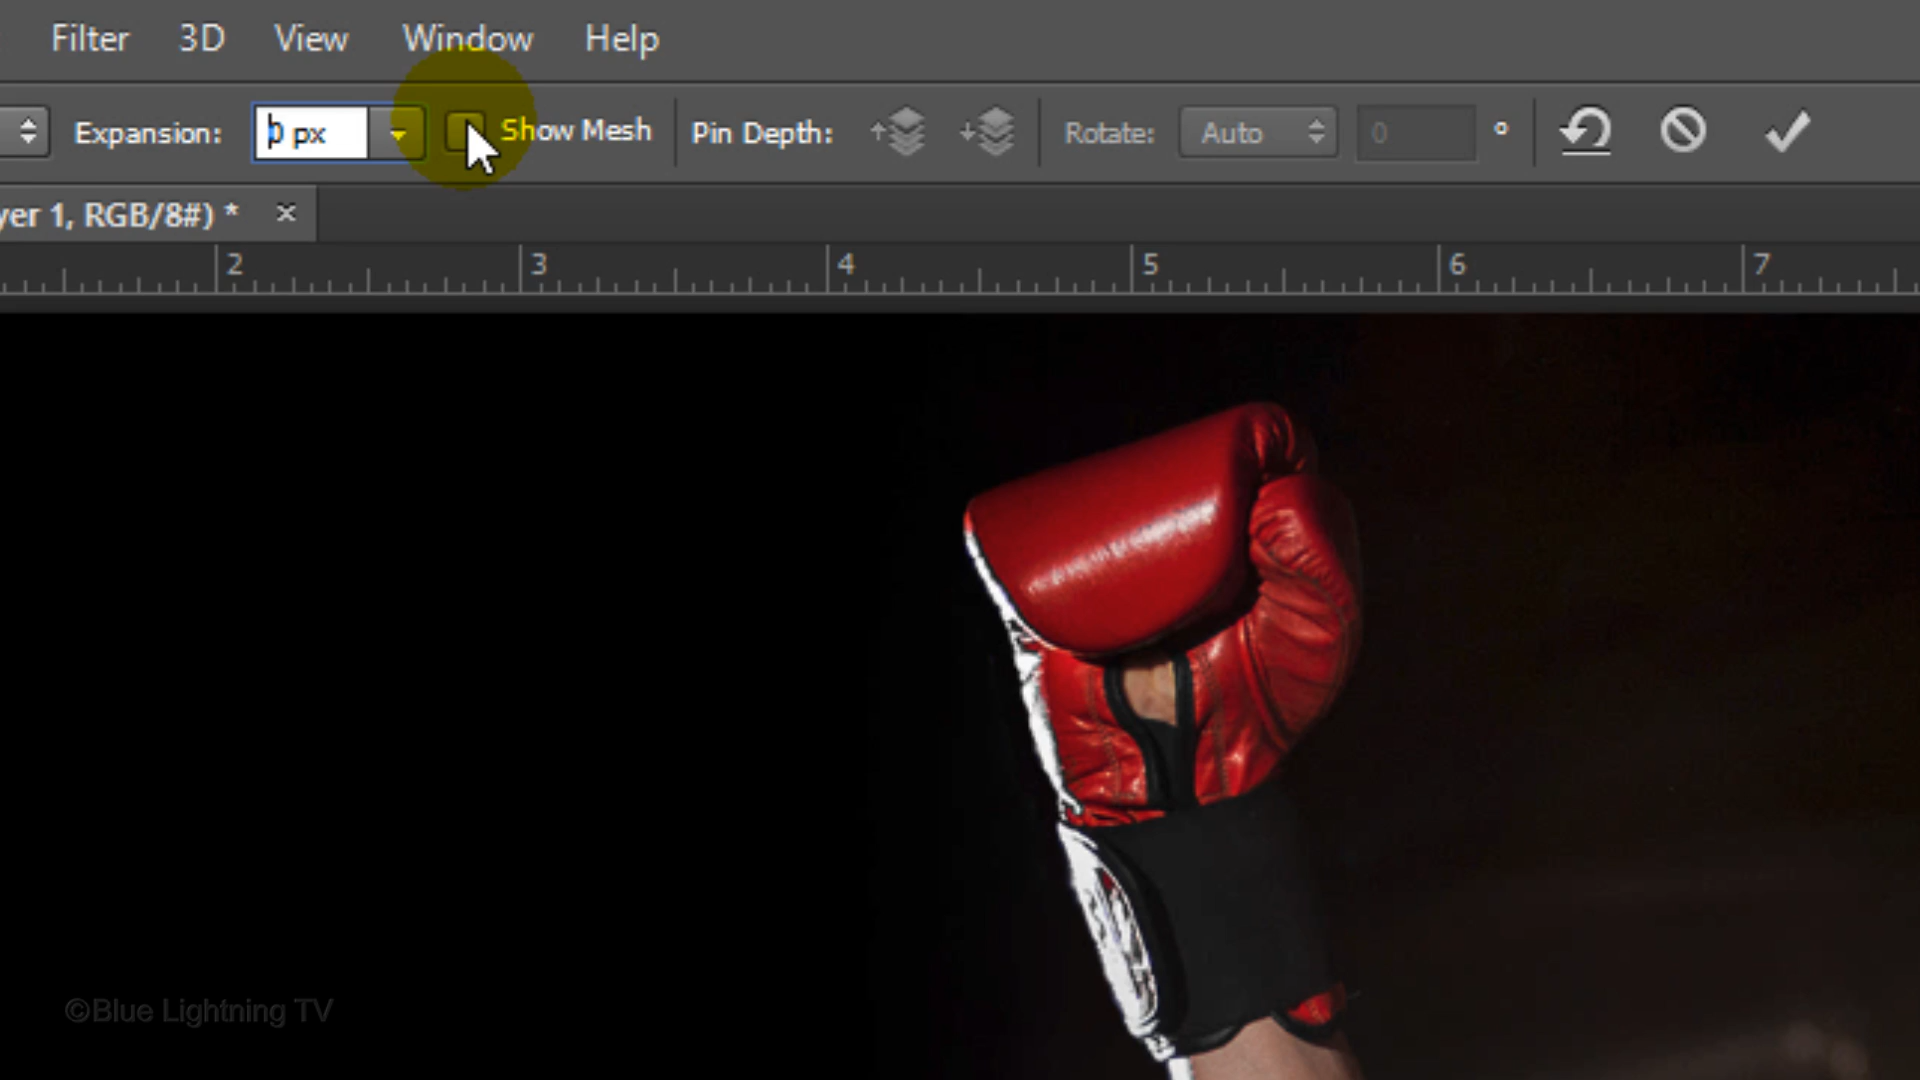 Filter 3D View Window Help
Expansion: 0 px Show Mesh Pin Depth: Rotate: Auto 0 °
yer 1, RGB/8#) * ×
2 3 4 5 6 7
©Blue Lightning TV